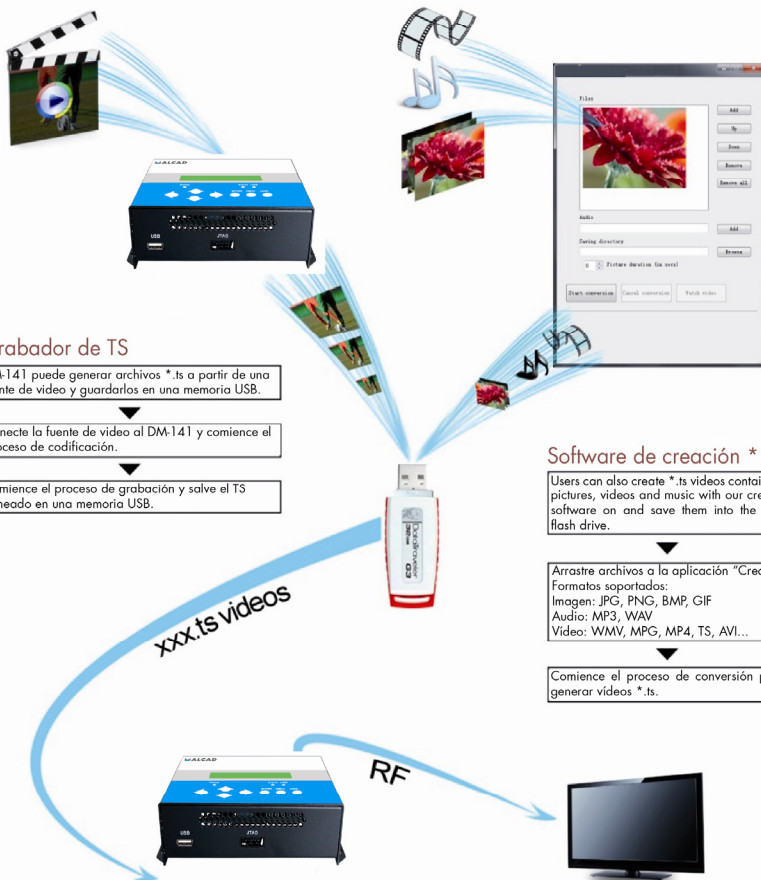 ALCAD
USB
JTAG
Files
Add
Up
Down
Remove
Remove all
Audio
Add
Saving directory
Browse
6 Picture duration (in secs)
Start conversion
Cancel conversion
Watch video
rabador de TS
M-141 puede generar archivos *.ts a partir de una
nte de video y guardarlos en una memoria USB.
necte la fuente de video al DM-141 y comience el
oceso de codificación.
mience el proceso de grabación y salve el TS
neado en una memoria USB.
DataTraveler
32GB
G3
Software de creación *
Users can also create *.ts videos contai
pictures, videos and music with our cre
software on and save them into the
flash drive.
Arrastre archivos a la aplicación “Crea
Formatos soportados:
Imagen: JPG, PNG, BMP, GIF
Audio: MP3, WAV
Vídeo: WMV, MPG, MP4, TS, AVI...
Comience el proceso de conversión p
generar vídeos *.ts.
xxx.ts videos
ALCAD
USB
JTAG
RF